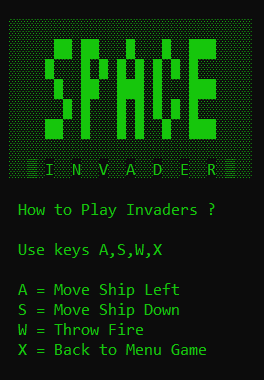 SPACE
INVADER
How to Play Invaders ?
Use keys A,S,W,X
A = Move Ship Left
S = Move Ship Down
W = Throw Fire
X = Back to Menu Game